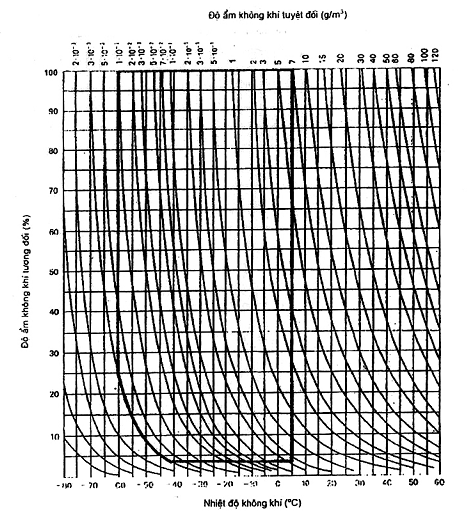 Độ ẩm không khí tuyệt đối (g/m³)
2·10⁻³ 3·10⁻³ 5·10⁻³ 1·10⁻² 2·10⁻² 3·10⁻² 5·10⁻² 7·10⁻² 1·10⁻¹ 2·10⁻¹ 3·10⁻¹ 5·10⁻¹ 1 2 3 5 7 10 15 20 30 40 50 60 80 100 120
Độ ẩm không khí tương đối (%)
100
90
80
70
60
50
40
30
20
10
-80 -70 -60 -50 -40 -30 -20 -10 0 10 20 30 40 50 60
Nhiệt độ không khí (ºC)